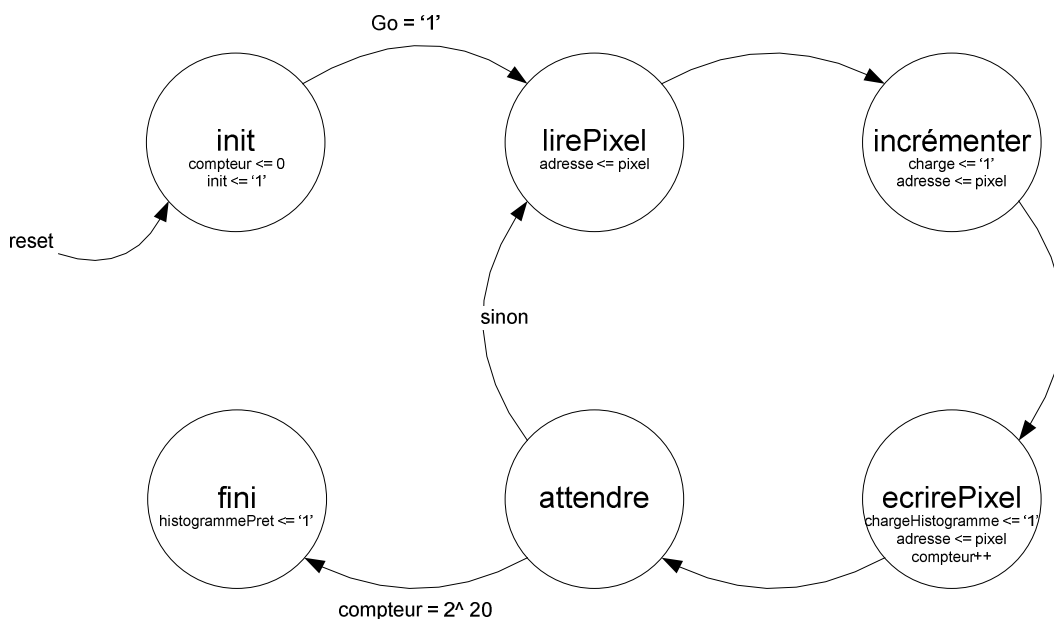 Go = ‘1’
init
compteur <= 0
init <= ‘1’
lirePixel
adresse <= pixel
incrémenter
charge <= ‘1’
adresse <= pixel
reset
sinon
fini
histogrammePret <= ‘1’
attendre
ecrirePixel
chargeHistogramme <= ‘1’
adresse <= pixel
compteur++
compteur = 2^ 20